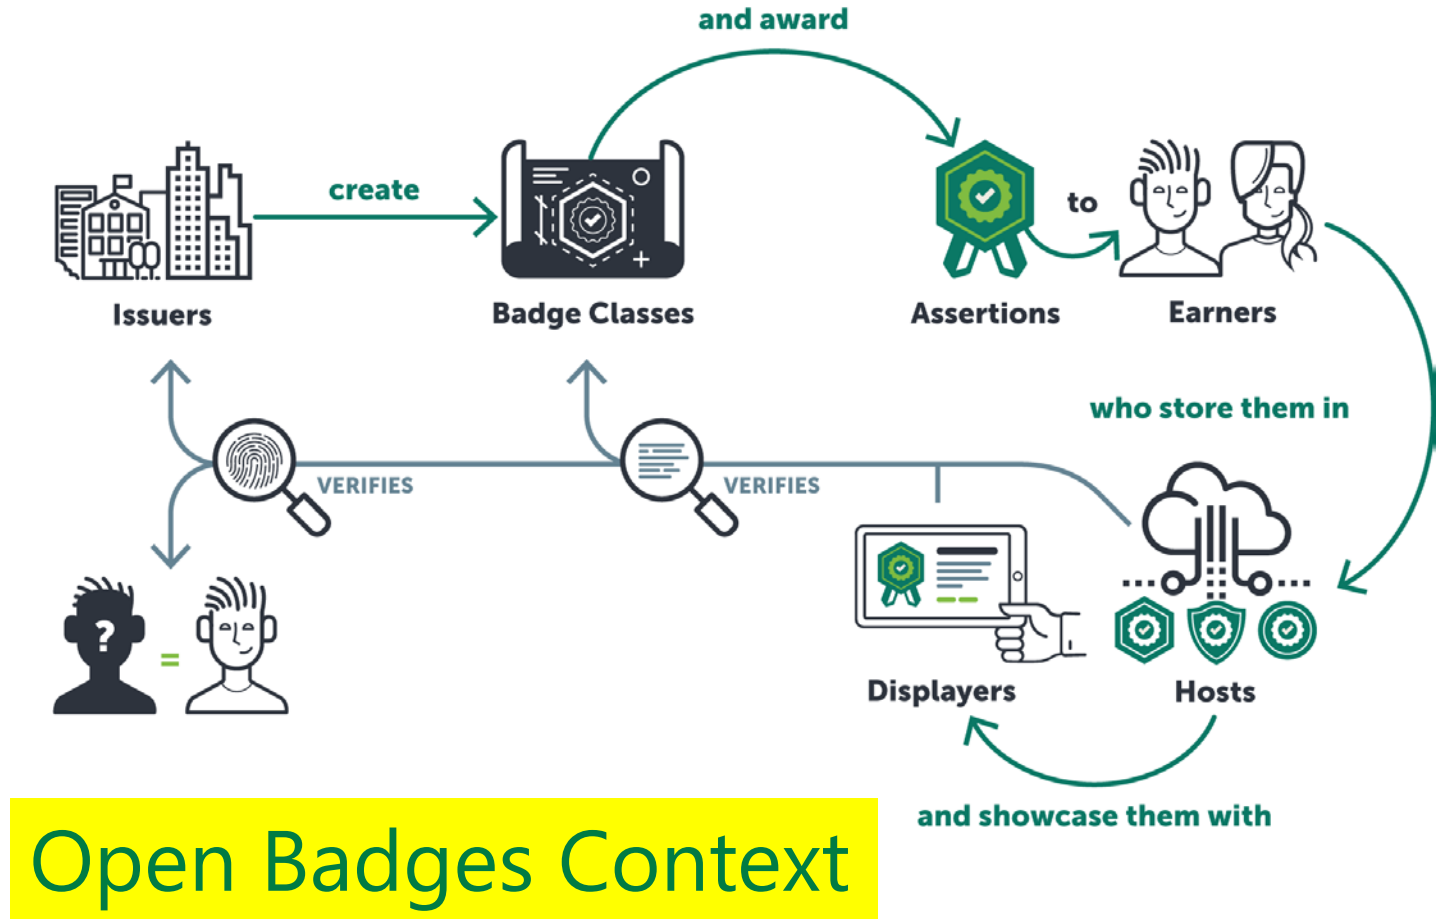 and award
create
to
Issuers
Badge Classes
Assertions
Earners
who store them in
VERIFIES
VERIFIES
?
=
Displayers
Hosts
and showcase them with
Open Badges Context